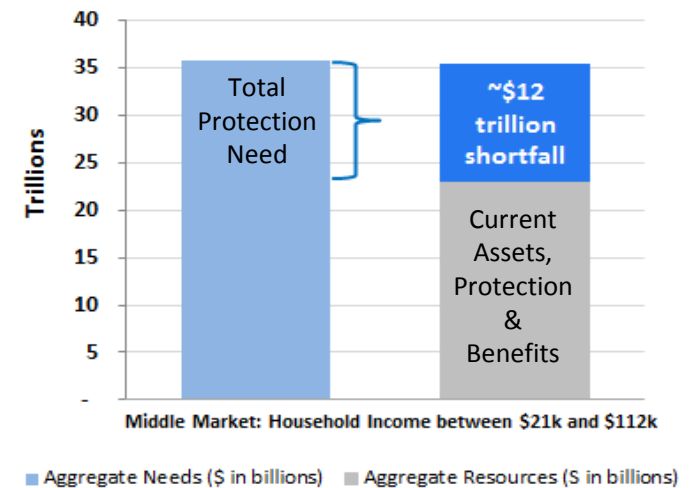 40
35
30
25
20
15
10
5
-
Trillions
Total
Protection
Need
~$12
trillion
shortfall
Current
Assets,
Protection
&
Benefits
Middle Market: Household Income between $21k and $112k
Aggregate Needs ($ in billions)
Aggregate Resources ($ in billions)